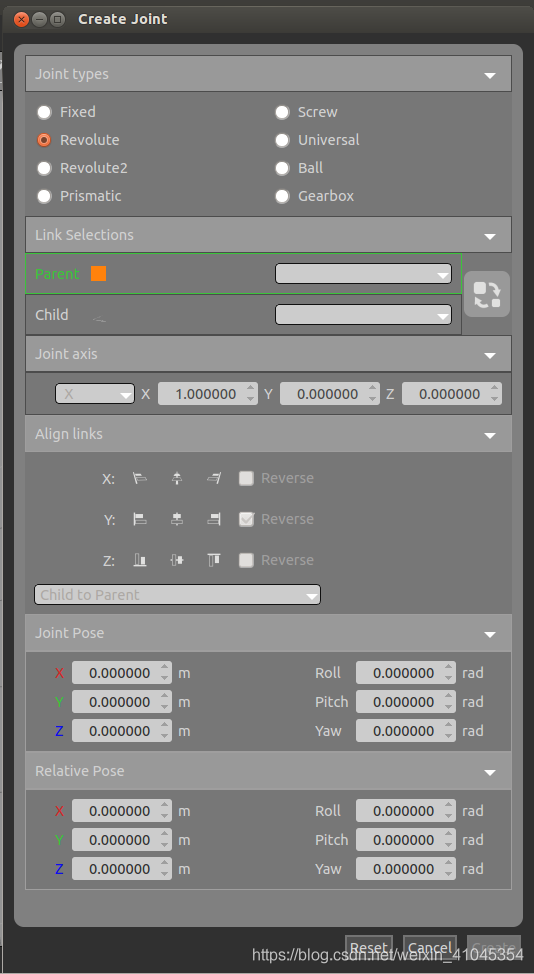 Create Joint
Joint types
Fixed Screw
Revolute Universal
Revolute2 Ball
Prismatic Gearbox
Link Selections
Parent
Child
Joint axis
X X 1.000000 Y 0.000000 Z 0.000000
Align links
X: Reverse
Y: Reverse
Z: Reverse
Child to Parent
Joint Pose
X 0.000000 m Roll 0.000000 rad
Y 0.000000 m Pitch 0.000000 rad
Z 0.000000 m Yaw 0.000000 rad
Relative Pose
X 0.000000 m Roll 0.000000 rad
Y 0.000000 m Pitch 0.000000 rad
Z 0.000000 m Yaw 0.000000 rad
Reset Cancel Create
https://blog.csdn.net/weixin_41045354